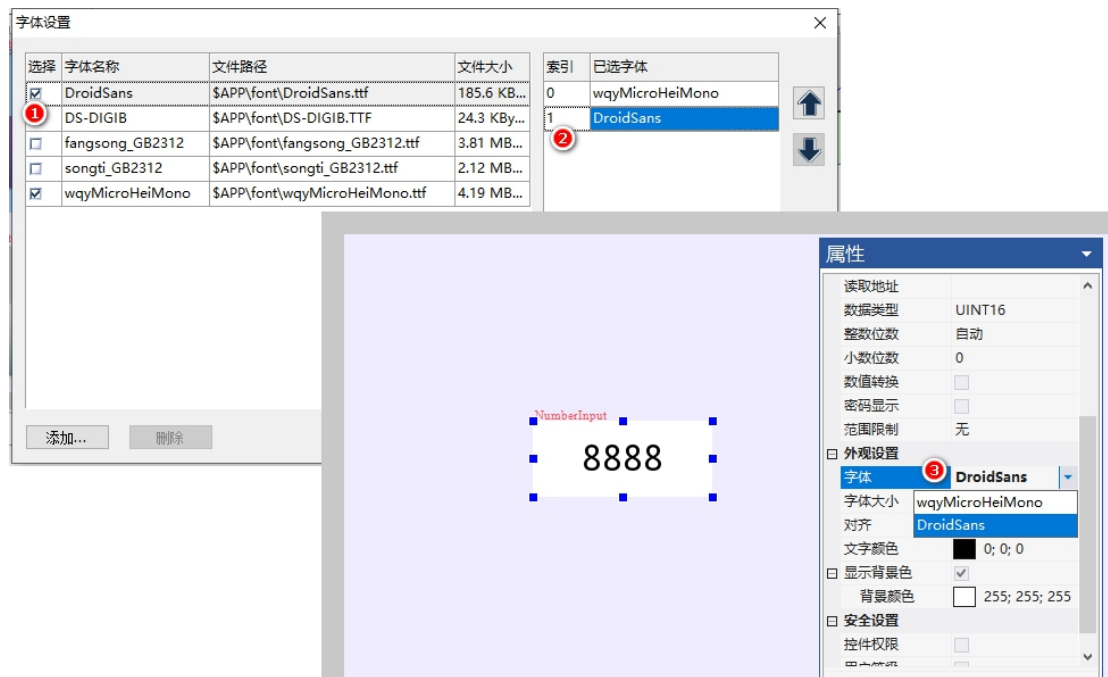 字体设置
选择 字体名称 文件路径 文件大小
DroidSans $APP\font\DroidSans.ttf 185.6 KB...
1
DS-DIGIB $APP\font\DS-DIGIB.TTF 24.3 KBy...
fangsong_GB2312 $APP\font\fangsong_GB2312.ttf 3.81 MB...
songti_GB2312 $APP\font\songti_GB2312.ttf 2.12 MB...
wqyMicroHeiMono $APP\font\wqyMicroHeiMono.ttf 4.19 MB...
索引 已选字体
0 wqyMicroHeiMono
1 DroidSans
2
添加... 删除
NumberInput
8888
属性
读取地址
数据类型 UINT16
整数位数 自动
小数位数 0
数值转换
密码显示
范围限制 无
外观设置
字体 3 DroidSans
字体大小 wqyMicroHeiMono
对齐 DroidSans
文字颜色 0; 0; 0
显示背景色
背景颜色 255; 255; 255
安全设置
控件权限